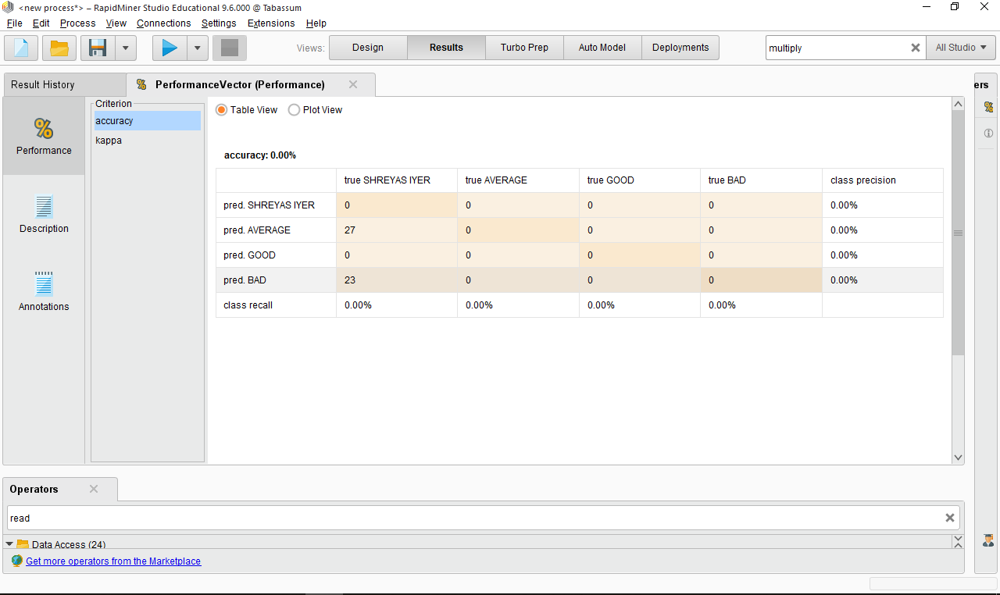 <new process*> – RapidMiner Studio Educational 9.6.000 @ Tabassum
File Edit Process View Connections Settings Extensions Help
Views: Design Results Turbo Prep Auto Model Deployments multiply All Studio
Result History PerformanceVector (Performance) ers
Performance
Description
Annotations
Criterion
accuracy
kappa
Table View Plot View
accuracy: 0.00%
true SHREYAS IYER true AVERAGE true GOOD true BAD class precision
pred. SHREYAS IYER 0 0 0 0 0.00%
pred. AVERAGE 27 0 0 0 0.00%
pred. GOOD 0 0 0 0 0.00%
pred. BAD 23 0 0 0 0.00%
class recall 0.00% 0.00% 0.00% 0.00%
Operators
read
Data Access (24)
Get more operators from the Marketplace